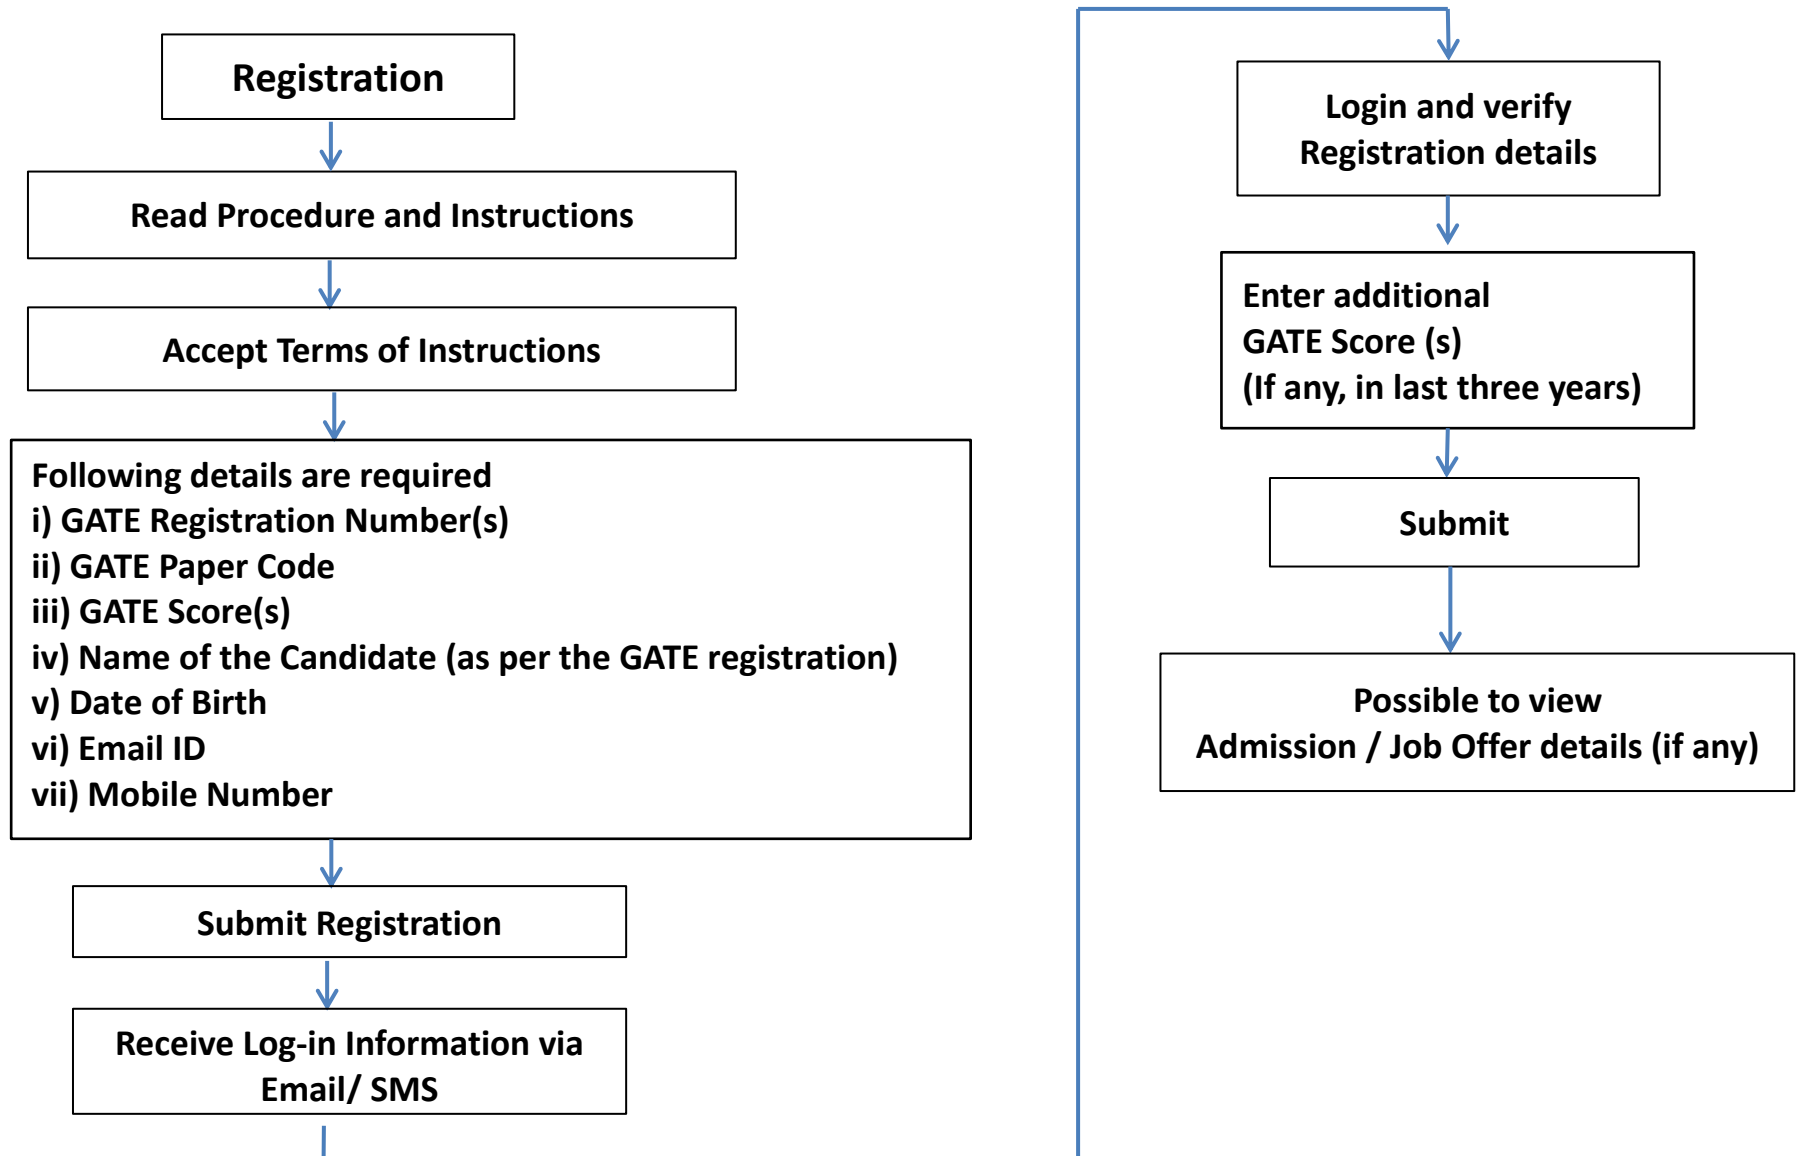 Registration
Read Procedure and Instructions
Accept Terms of Instructions
Following details are required
i) GATE Registration Number(s)
ii) GATE Paper Code
iii) GATE Score(s)
iv) Name of the Candidate (as per the GATE registration)
v) Date of Birth
vi) Email ID
vii) Mobile Number
Submit Registration
Receive Log-in Information via
Email/ SMS
Login and verify
Registration details
Enter additional
GATE Score (s)
(If any, in last three years)
Submit
Possible to view
Admission / Job Offer details (if any)